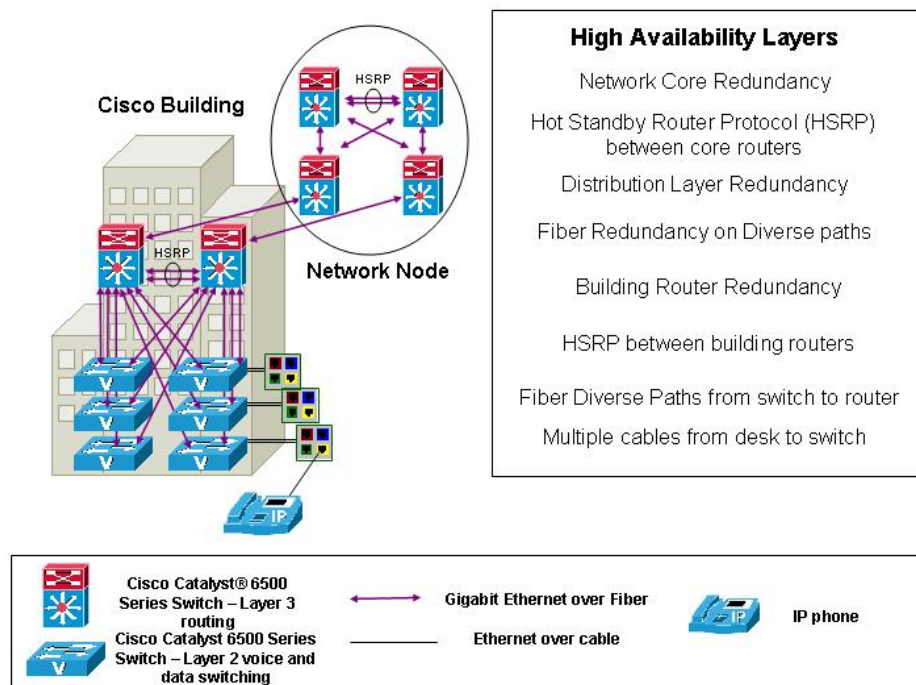 High Availability Layers
Network Core Redundancy
Hot Standby Router Protocol (HSRP)
between core routers
Distribution Layer Redundancy
Fiber Redundancy on Diverse paths
Building Router Redundancy
HSRP between building routers
Fiber Diverse Paths from switch to router
Multiple cables from desk to switch
Cisco Building
HSRP
Network Node
HSRP
V
V
V
V
V
V
IP
Cisco Catalyst® 6500
Series Switch – Layer 3
routing
Cisco Catalyst 6500 Series
Switch – Layer 2 voice and
data switching
V
Gigabit Ethernet over Fiber
Ethernet over cable
IP
IP phone